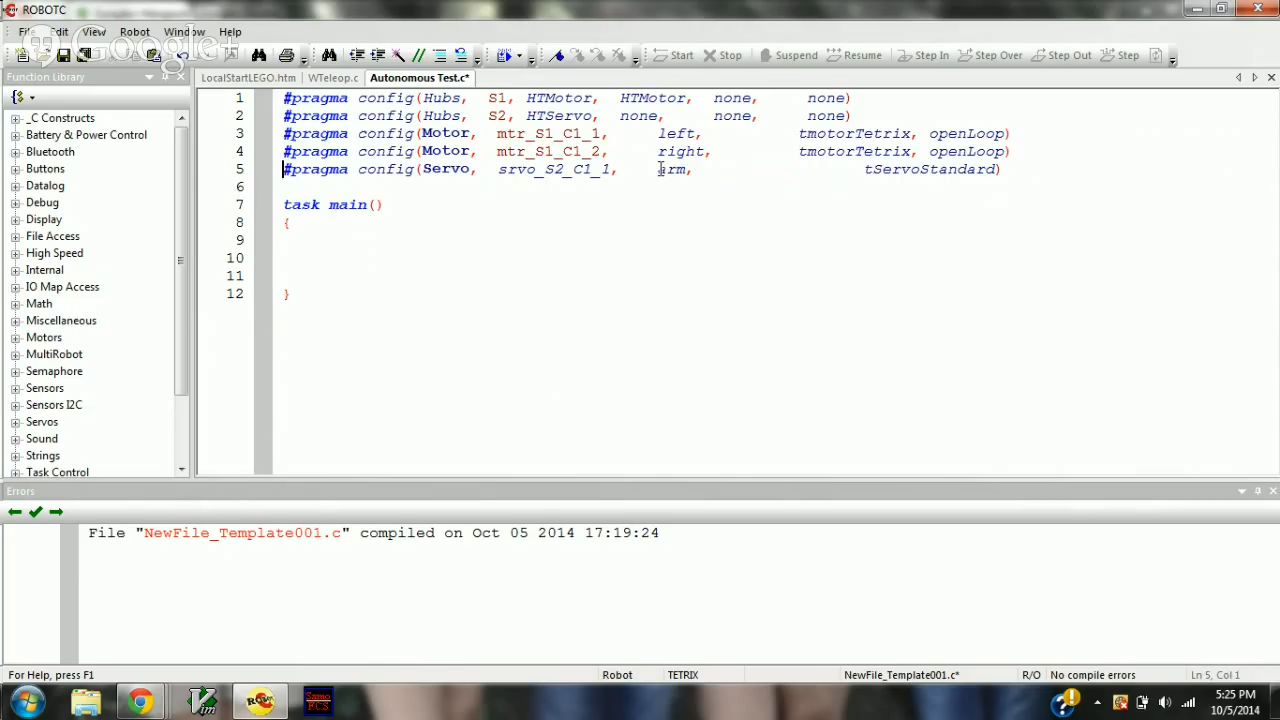 ROBOTC
File Edit View Robot Window Help
Google+
Start Stop Suspend Resume Step In Step Over Step Out Step
Function Library
LocalStartLEGO.htm WTeleop.c Autonomous Test.c*
_C Constructs
Battery & Power Control
Bluetooth
Buttons
Datalog
Debug
Display
File Access
High Speed
Internal
IO Map Access
Math
Miscellaneous
Motors
MultiRobot
Semaphore
Sensors
Sensors I2C
Servos
Sound
Strings
Task Control
1 #pragma config(Hubs, S1, HTMotor, HTMotor, none, none)
2 #pragma config(Hubs, S2, HTServo, none, none, none)
3 #pragma config(Motor, mtr_S1_C1_1, left, tmotorTetrix, openLoop)
4 #pragma config(Motor, mtr_S1_C1_2, right, tmotorTetrix, openLoop)
5 #pragma config(Servo, srvo_S2_C1_1, arm, tServoStandard)
6
7 task main()
8 {
9
10
11
12 }
Errors
File "NewFile_Template001.c" compiled on Oct 05 2014 17:19:24
For Help, press F1 Robot TETRIX NewFile_Template001.c* R/O No compile errors Ln 5, Col 1
Samo FCS
5:25 PM
10/5/2014